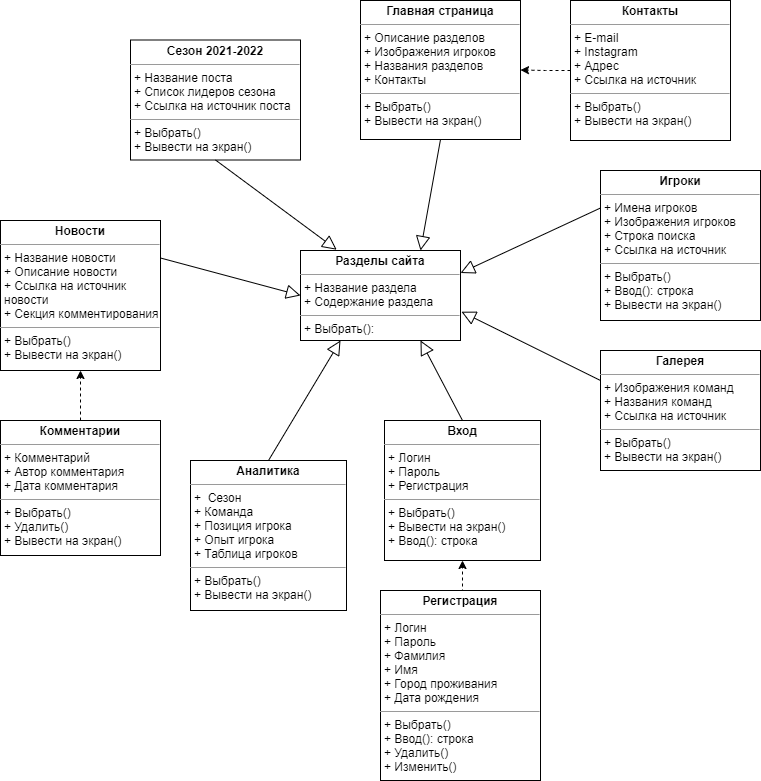 Главная страница
+ Описание разделов
+ Изображения игроков
+ Названия разделов
+ Контакты
+ Выбрать()
+ Вывести на экран()
Контакты
+ E-mail
+ Instagram
+ Адрес
+ Ссылка на источник
+ Выбрать()
+ Вывести на экран()
Сезон 2021-2022
+ Название поста
+ Список лидеров сезона
+ Ссылка на источник поста
+ Выбрать()
+ Вывести на экран()
Игроки
+ Имена игроков
+ Изображения игроков
+ Строка поиска
+ Ссылка на источник
+ Выбрать()
+ Ввод(): строка
+ Вывести на экран()
Новости
+ Название новости
+ Описание новости
+ Ссылка на источник
новости
+ Секция комментирования
+ Выбрать()
+ Вывести на экран()
Разделы сайта
+ Название раздела
+ Содержание раздела
+ Выбрать():
Галерея
+ Изображения команд
+ Названия команд
+ Ссылка на источник
+ Выбрать()
+ Вывести на экран()
Комментарии
+ Комментарий
+ Автор комментария
+ Дата комментария
+ Выбрать()
+ Удалить()
+ Вывести на экран()
Аналитика
+ Сезон
+ Команда
+ Позиция игрока
+ Опыт игрока
+ Таблица игроков
+ Выбрать()
+ Вывести на экран()
Вход
+ Логин
+ Пароль
+ Регистрация
+ Выбрать()
+ Вывести на экран()
+ Ввод(): строка
Регистрация
+ Логин
+ Пароль
+ Фамилия
+ Имя
+ Город проживания
+ Дата рождения
+ Выбрать()
+ Ввод(): строка
+ Удалить()
+ Изменить()